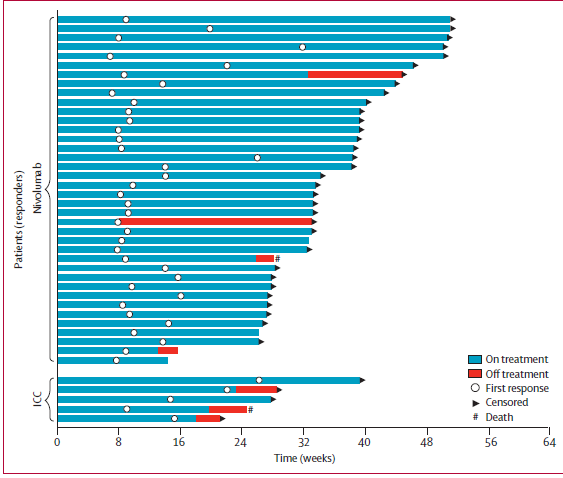 Patients (responders)
Nivolumab
ICC
#
#
On treatment
Off treatment
First response
Censored
# Death
0 8 16 24 32 40 48 56 64
Time (weeks)